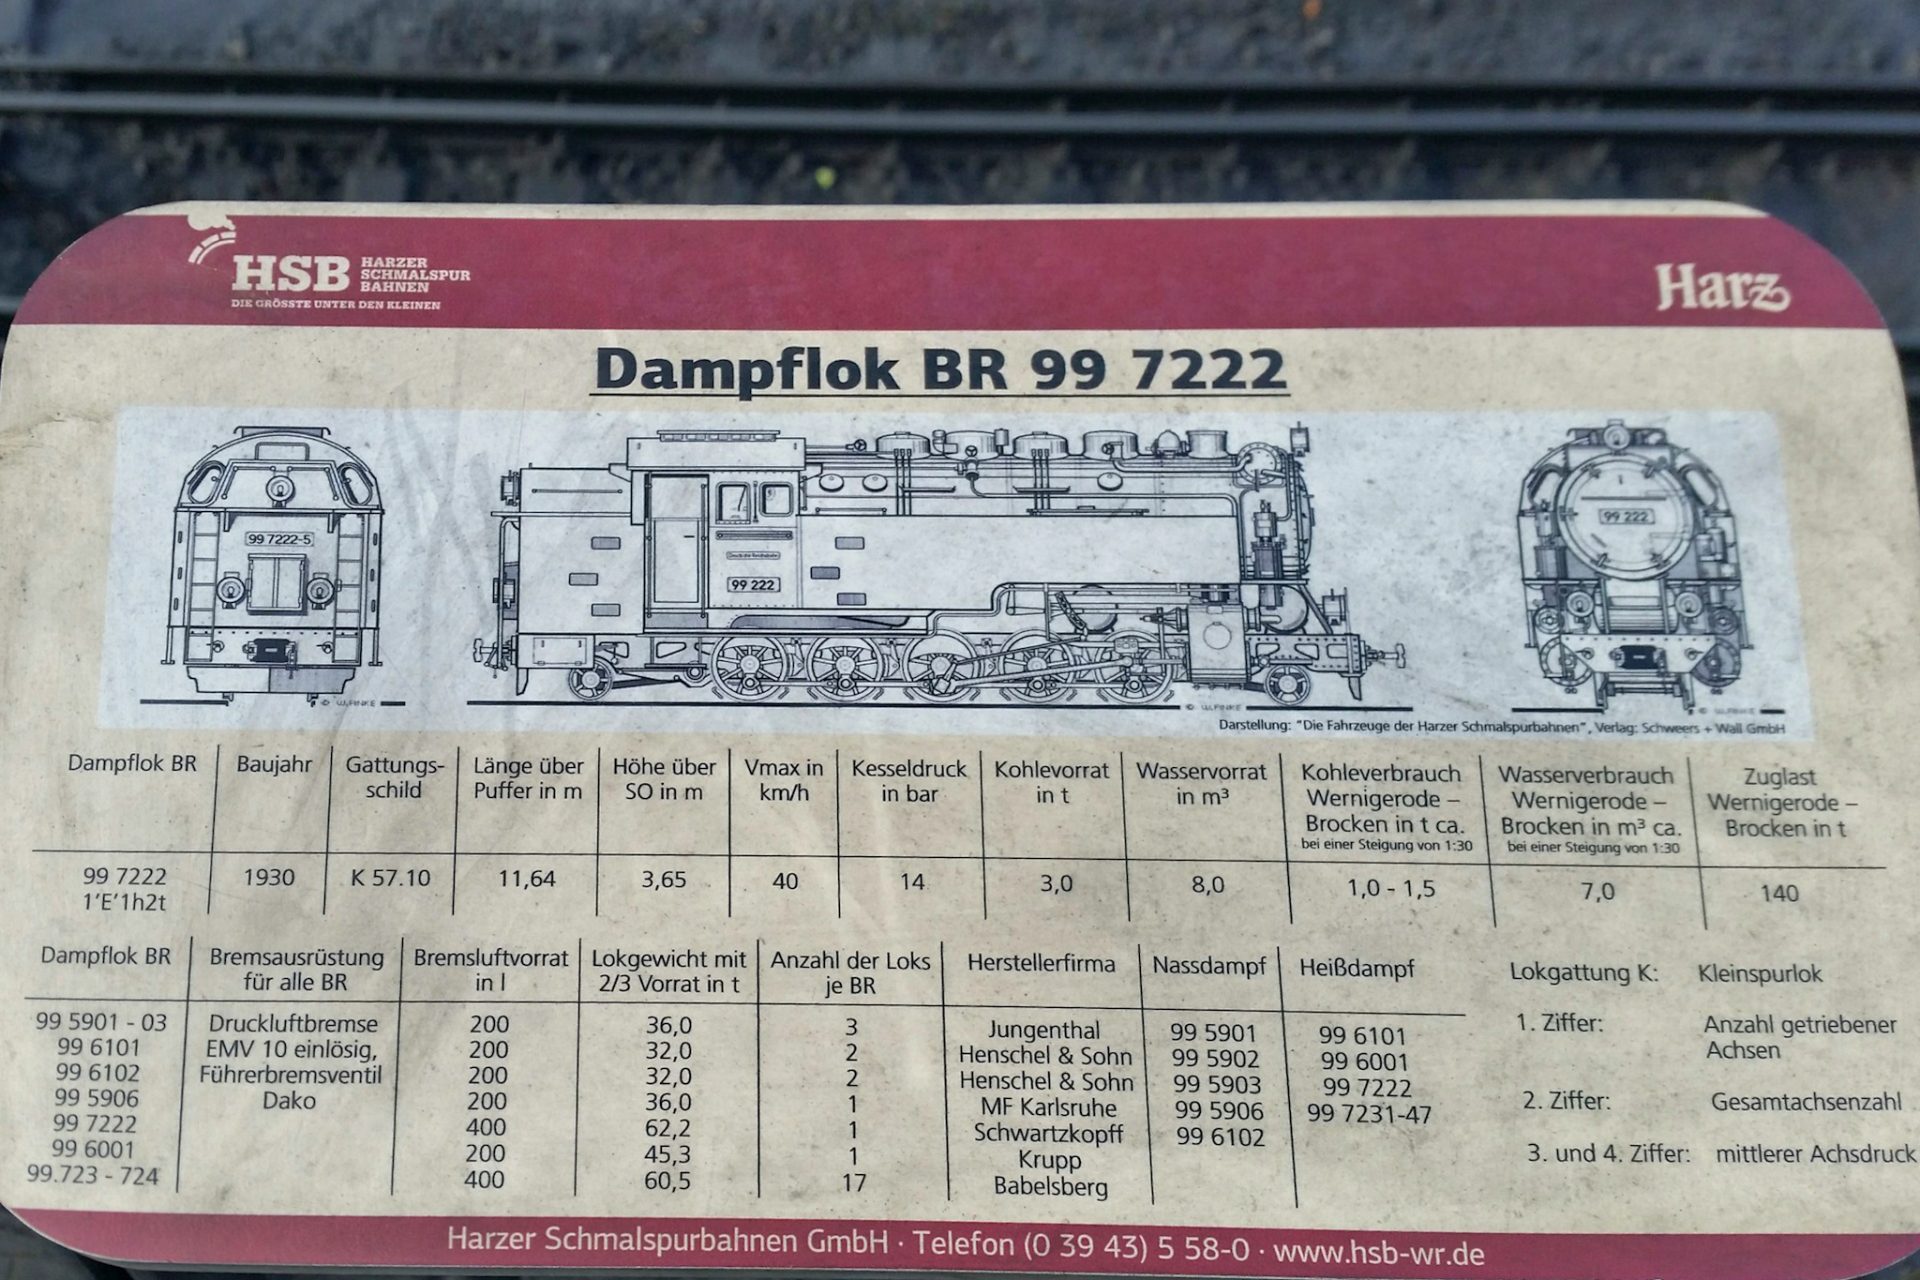 HSB HARZER
SCHMALSPUR
BAHNEN
DIE GRÖSSTE UNTER DEN KLEINEN
Harz
Dampflok BR 99 7222
99 7222-5
99 222
99 222
© W.FINKE
© W.FINKE
© W.FINKE
Darstellung: "Die Fahrzeuge der Harzer Schmalspurbahnen", Verlag: Schweers + Wall GmbH
Dampflok BR Baujahr Gattungs- Länge über Höhe über Vmax in Kesseldruck Kohlevorrat Wasservorrat Kohleverbrauch Wasserverbrauch Zuglast
schild Puffer in m SO in m km/h in bar in t in m³ Wernigerode – Wernigerode – Wernigerode –
Brocken in t ca. Brocken in m³ ca. Brocken in t
bei einer Steigung von 1:30 bei einer Steigung von 1:30
99 7222 1930 K 57.10 11,64 3,65 40 14 3,0 8,0 1,0 - 1,5 7,0 140
1'E'1h2t
Dampflok BR Bremsausrüstung Bremsluftvorrat Lokgewicht mit Anzahl der Loks Herstellerfirma Nassdampf Heißdampf Lokgattung K: Kleinspurlok
für alle BR in l 2/3 Vorrat in t je BR
99 5901 - 03 Druckluftbremse 200 36,0 3 Jungenthal 99 5901 99 6101 1. Ziffer: Anzahl getriebener
99 6101 EMV 10 einlösig, 200 32,0 2 Henschel & Sohn 99 5902 99 6001 Achsen
99 6102 Führerbremsventil 200 32,0 2 Henschel & Sohn 99 5903 99 7222
99 5906 Dako 200 36,0 1 MF Karlsruhe 99 5906 99 7231-47 2. Ziffer: Gesamtachsenzahl
99 7222 400 62,2 1 Schwartzkopff 99 6102
99 6001 200 45,3 1 Krupp 3. und 4. Ziffer: mittlerer Achsdruck
99.723 - 724 400 60,5 17 Babelsberg
Harzer Schmalspurbahnen GmbH · Telefon (0 39 43) 5 58-0 · www.hsb-wr.de